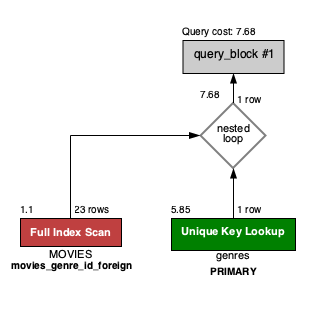 Query cost: 7.68
query_block #1
7.68
1 row
nested
loop
1.1
23 rows
5.85
1 row
Full Index Scan
Unique Key Lookup
MOVIES
genres
movies_genre_id_foreign
PRIMARY